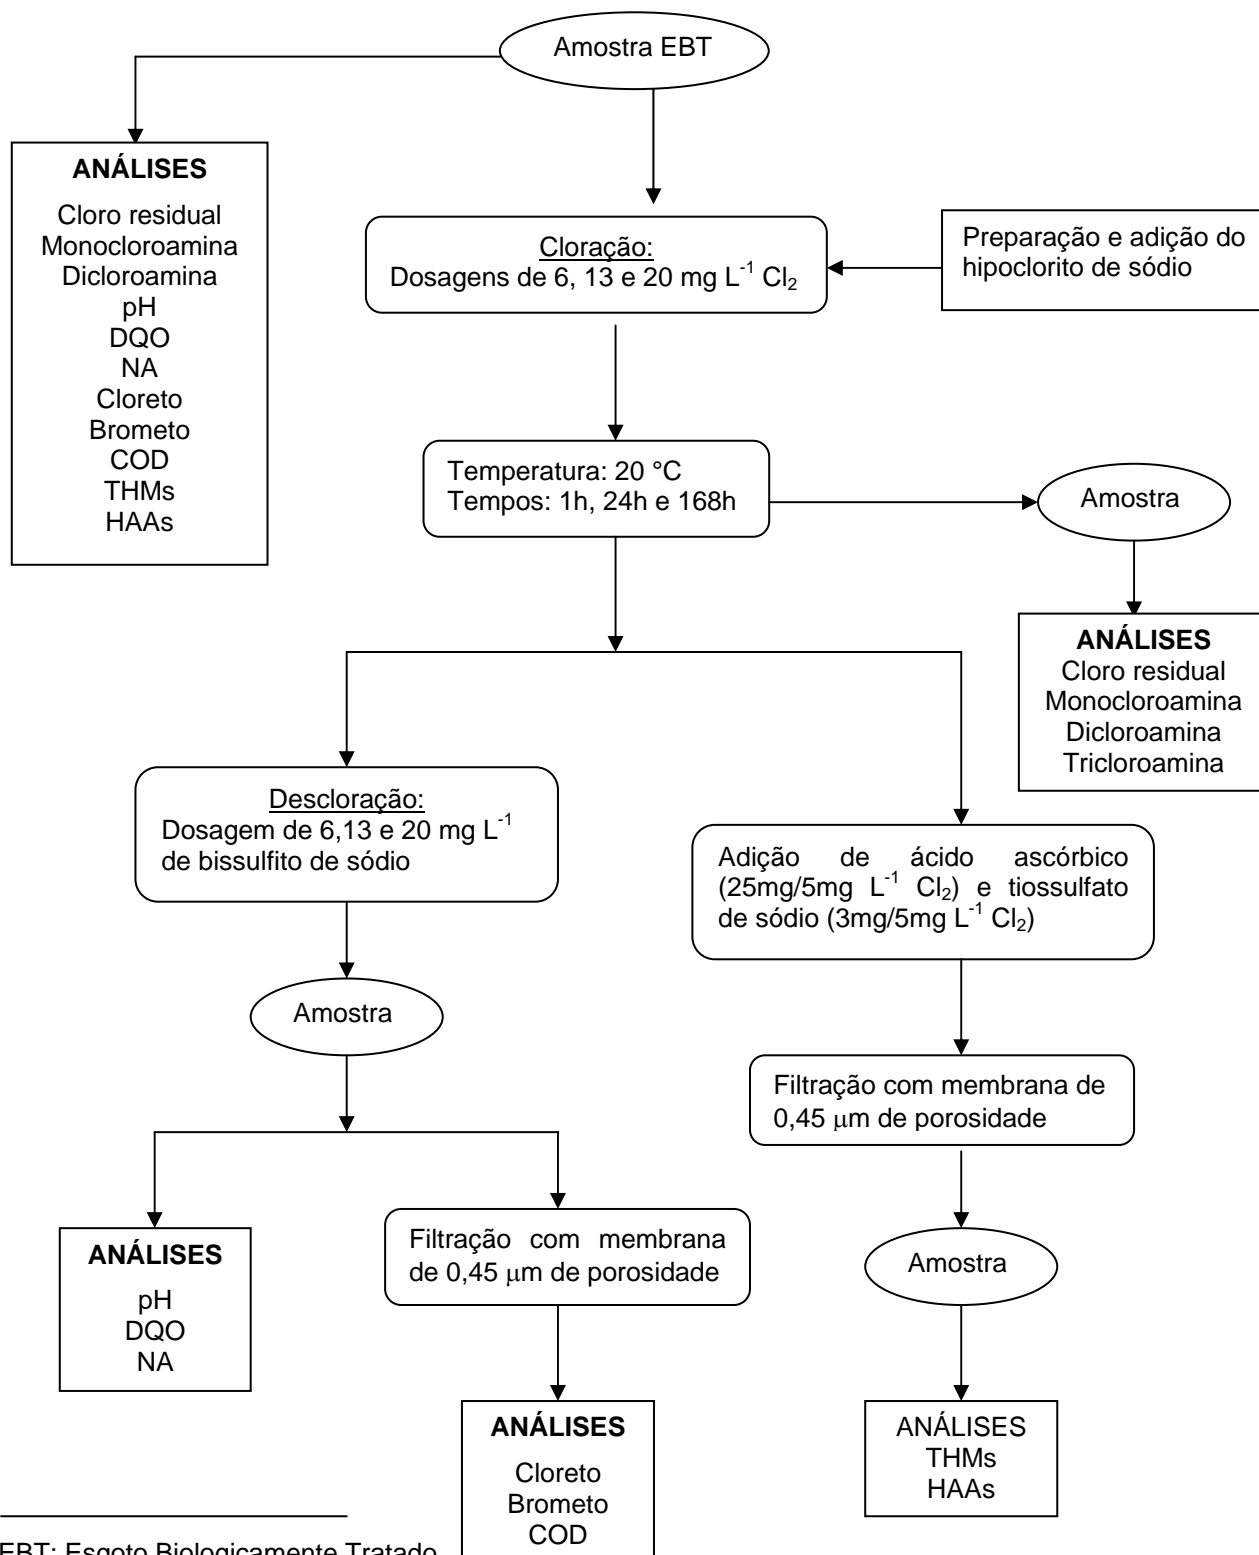 Amostra EBT
ANÁLISES
Cloro residual
Monocloroamina
Dicloroamina
pH
DQO
NA
Cloreto
Brometo
COD
THMs
HAAs
Cloração:
Dosagens de 6, 13 e 20 mg L⁻¹ Cl₂
Preparação e adição do
hipoclorito de sódio
Temperatura: 20 °C
Tempos: 1h, 24h e 168h
Amostra
ANÁLISES
Cloro residual
Monocloroamina
Dicloroamina
Tricloroamina
Descloração:
Dosagem de 6,13 e 20 mg L⁻¹
de bissulfito de sódio
Adição de ácido ascórbico
(25mg/5mg L⁻¹ Cl₂) e tiossulfato
de sódio (3mg/5mg L⁻¹ Cl₂)
Amostra
Filtração com membrana de
0,45 μm de porosidade
ANÁLISES
pH
DQO
NA
Filtração com membrana
de 0,45 μm de porosidade
Amostra
ANÁLISES
Cloreto
Brometo
COD
ANÁLISES
THMs
HAAs
EBT: Esgoto Biologicamente Tratado